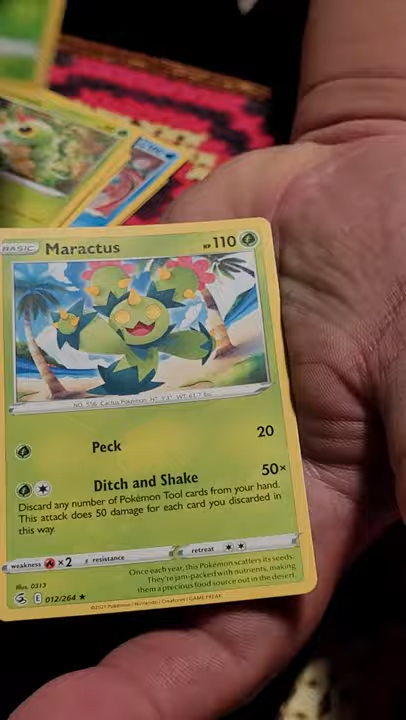 BASIC Maractus HP 110
NO. 556 Cactus Pokémon HT: 3'3" WT: 61.7 lbs.
Peck 20
Ditch and Shake 50×
Discard any number of Pokémon Tool cards from your hand.
This attack does 50 damage for each card you discarded in
this way.
weakness ×2 resistance retreat
Illus. 0313
Once each year, this Pokémon scatters its seeds.
They're jam-packed with nutrients, making
them a precious food source out in the desert.
E 012/264 ★
©2021 Pokémon / Nintendo / Creatures / GAME FREAK